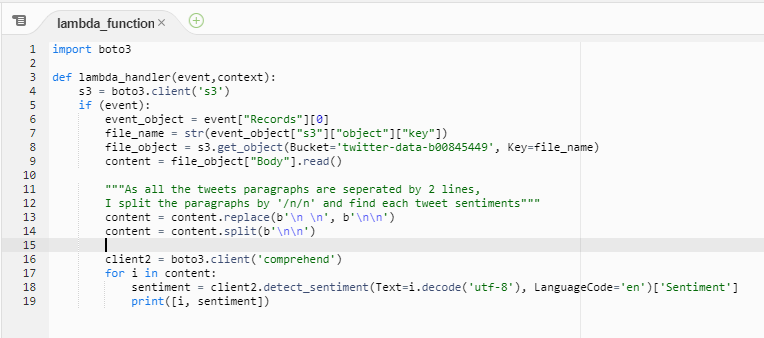 lambda_function ×
1 import boto3
2
3 def lambda_handler(event,context):
4     s3 = boto3.client('s3')
5     if (event):
6         event_object = event["Records"][0]
7         file_name = str(event_object["s3"]["object"]["key"])
8         file_object = s3.get_object(Bucket='twitter-data-b00845449', Key=file_name)
9         content = file_object["Body"].read()
10
11         """As all the tweets paragraphs are seperated by 2 lines,
12         I split the paragraphs by '/n/n' and find each tweet sentiments"""
13         content = content.replace(b'\n \n', b'\n\n')
14         content = content.split(b'\n\n')
15
16         client2 = boto3.client('comprehend')
17         for i in content:
18             sentiment = client2.detect_sentiment(Text=i.decode('utf-8'), LanguageCode='en')['Sentiment']
19             print([i, sentiment])